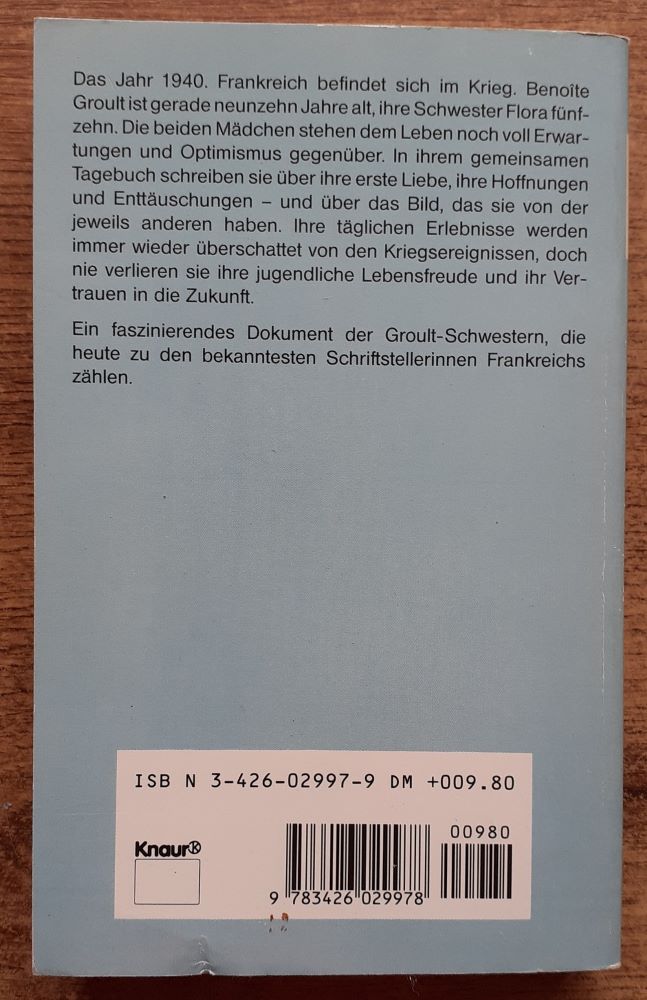 Das Jahr 1940. Frankreich befindet sich im Krieg. Benoîte
Groult ist gerade neunzehn Jahre alt, ihre Schwester Flora fünf-
zehn. Die beiden Mädchen stehen dem Leben noch voll Erwar-
tungen und Optimismus gegenüber. In ihrem gemeinsamen
Tagebuch schreiben sie über ihre erste Liebe, ihre Hoffnungen
und Enttäuschungen – und über das Bild, das sie von der
jeweils anderen haben. Ihre täglichen Erlebnisse werden
immer wieder überschattet von den Kriegsereignissen, doch
nie verlieren sie ihre jugendliche Lebensfreude und ihr Ver-
trauen in die Zukunft.
Ein faszinierendes Dokument der Groult-Schwestern, die
heute zu den bekanntesten Schriftstellerinnen Frankreichs
zählen.
ISB N 3-426-02997-9 DM +009.80
Knaur®
00980
9 783426 029978